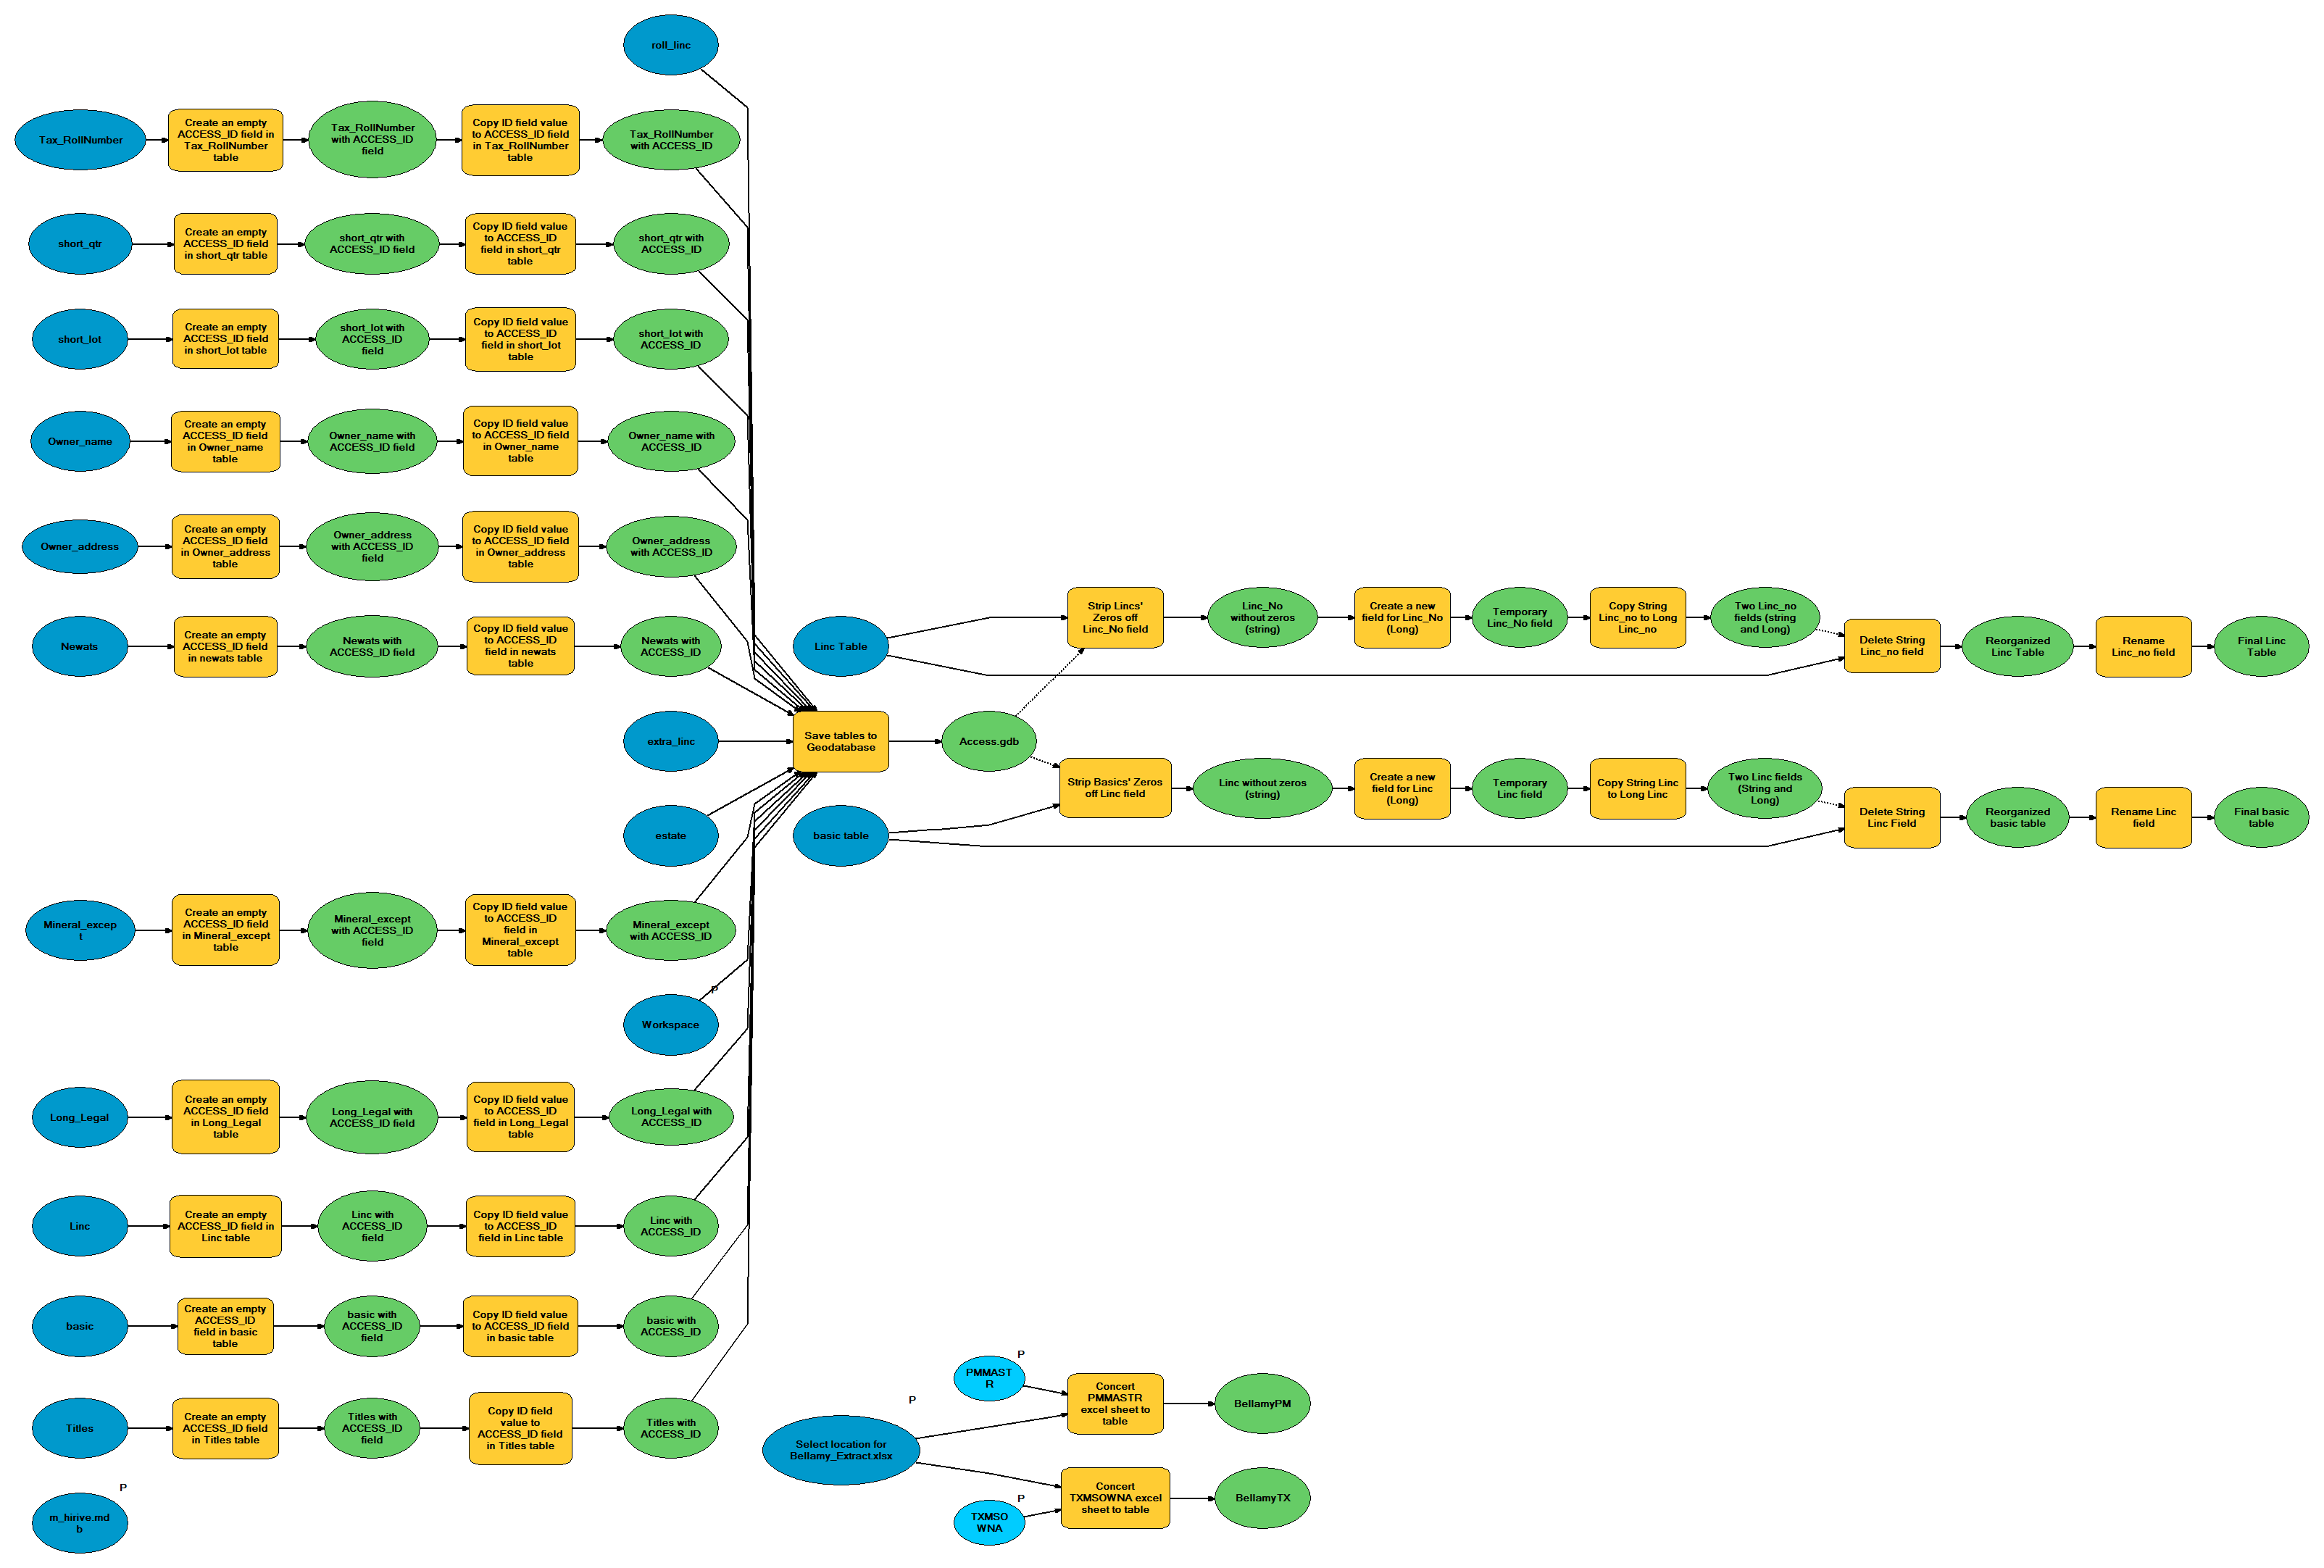 roll_linc
Tax_RollNumber
Create an empty
ACCESS_ID field in
Tax_RollNumber
table
Tax_RollNumber
with ACCESS_ID
field
Copy ID field value
to ACCESS_ID field
in Tax_RollNumber
table
Tax_RollNumber
with ACCESS_ID
short_qtr
Create an empty
ACCESS_ID field
in short_qtr table
short_qtr with
ACCESS_ID field
Copy ID field value
to ACCESS_ID
field in short_qtr
table
short_qtr with
ACCESS_ID
short_lot
Create an empty
ACCESS_ID field
in short_lot table
short_lot with
ACCESS_ID
field
Copy ID field value
to ACCESS_ID
field in short_lot
table
short_lot with
ACCESS_ID
Owner_name
Create an empty
ACCESS_ID field
in Owner_name
table
Owner_name with
ACCESS_ID field
Copy ID field value
to ACCESS_ID field
in Owner_name
table
Owner_name with
ACCESS_ID
Owner_address
Create an empty
ACCESS_ID field
in Owner_address
table
Owner_address
with ACCESS_ID
field
Copy ID field value
to ACCESS_ID field
in Owner_address
table
Owner_address
with ACCESS_ID
Newats
Create an empty
ACCESS_ID field
in newats table
Newats with
ACCESS_ID field
Copy ID field value
to ACCESS_ID
field in newats
table
Newats with
ACCESS_ID
Linc Table
Strip Lincs'
Zeros off
Linc_No field
Linc_No
without zeros
(string)
Create a new
field for Linc_No
(Long)
Temporary
Linc_No field
Copy String
Linc_no to Long
Linc_no
Two Linc_no
fields (string
and Long)
Delete String
Linc_no field
Reorganized
Linc Table
Rename
Linc_no field
Final Linc
Table
extra_linc
Save tables to
Geodatabase
Access.gdb
estate
basic table
Strip Basics' Zeros
off Linc field
Linc without zeros
(string)
Create a new
field for Linc
(Long)
Temporary
Linc field
Copy String Linc
to Long Linc
Two Linc fields
(String and
Long)
Delete String
Linc Field
Reorganized
basic table
Rename Linc
field
Final basic
table
Mineral_excep
t
Create an empty
ACCESS_ID field
in Mineral_except
table
Mineral_except
with ACCESS_ID
field
Copy ID field value
to ACCESS_ID
field in
Mineral_except
table
Mineral_except
with ACCESS_ID
P
Workspace
Long_Legal
Create an empty
ACCESS_ID field
in Long_Legal
table
Long_Legal with
ACCESS_ID field
Copy ID field value
to ACCESS_ID
field in Long_Legal
table
Long_Legal with
ACCESS_ID
Linc
Create an empty
ACCESS_ID field in
Linc table
Linc with
ACCESS_ID
field
Copy ID field value
to ACCESS_ID
field in Linc table
Linc with
ACCESS_ID
basic
Create an empty
ACCESS_ID
field in basic
table
basic with
ACCESS_ID
field
Copy ID field value
to ACCESS_ID field
in basic table
basic with
ACCESS_ID
Titles
Create an empty
ACCESS_ID field
in Titles table
Titles with
ACCESS_ID
field
Copy ID field
value to
ACCESS_ID field
in Titles table
Titles with
ACCESS_ID
P
m_hirive.md
b
P
PMMAST
R
Concert
PMMASTR
excel sheet to
table
BellamyPM
P
Select location for
Bellamy_Extract.xlsx
P
TXMSO
WNA
Concert
TXMSOWNA excel
sheet to table
BellamyTX